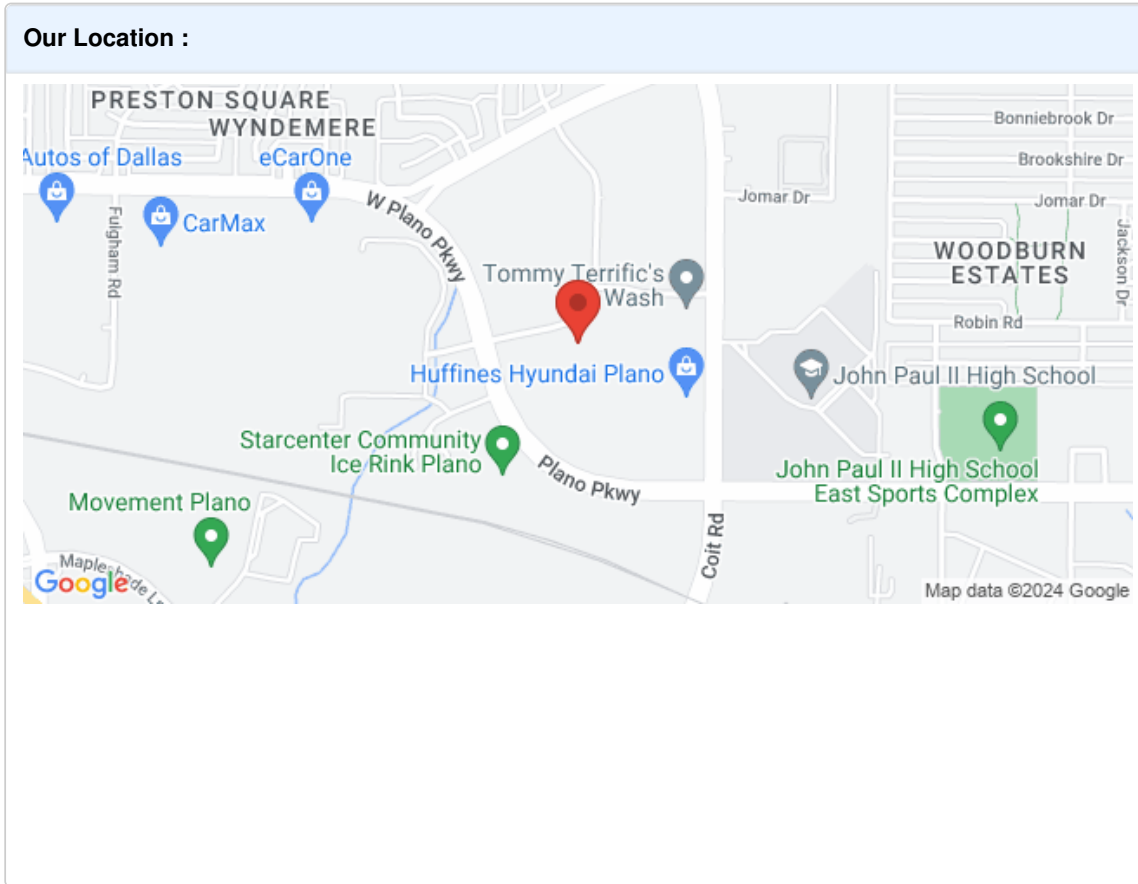 Our Location :
PRESTON SQUARE
WYNDEMERE
Bonniebrook Dr
Autos of Dallas
eCarOne
Brookshire Dr
CarMax
W Plano Pkwy
Jomar Dr
Jomar Dr
Fulgham Rd
Jackson Dr
WOODBURN
ESTATES
Tommy Terrific's
Wash
Robin Rd
Huffines Hyundai Plano
John Paul II High School
Starcenter Community
Ice Rink Plano
Plano Pkwy
John Paul II High School
East Sports Complex
Movement Plano
Coit Rd
Google
Map data ©2024 Google